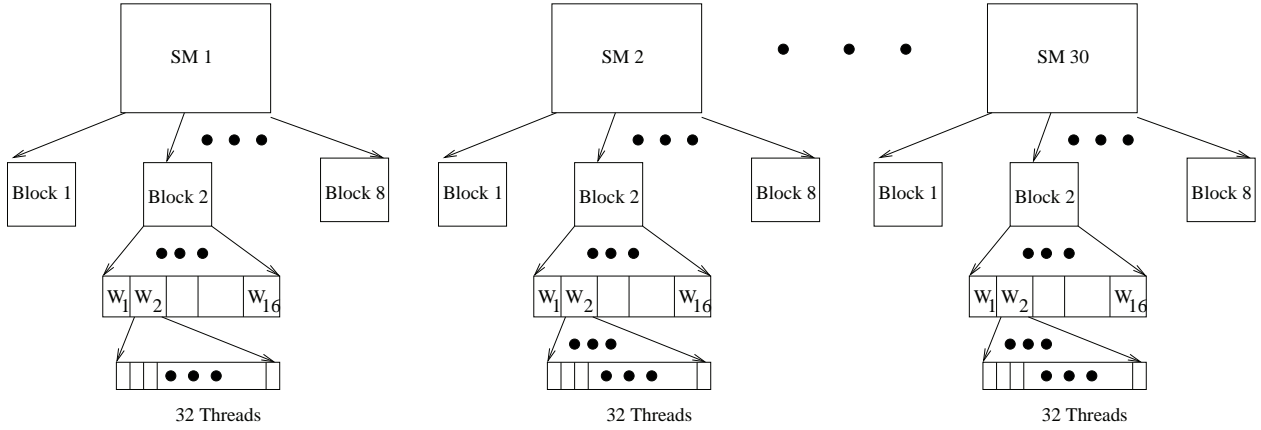 SM 1
SM 2
SM 30
Block 1
Block 2
Block 8
Block 1
Block 2
Block 8
Block 1
Block 2
Block 8
W1 W2 W16
W1 W2 W16
W1 W2 W16
32 Threads
32 Threads
32 Threads